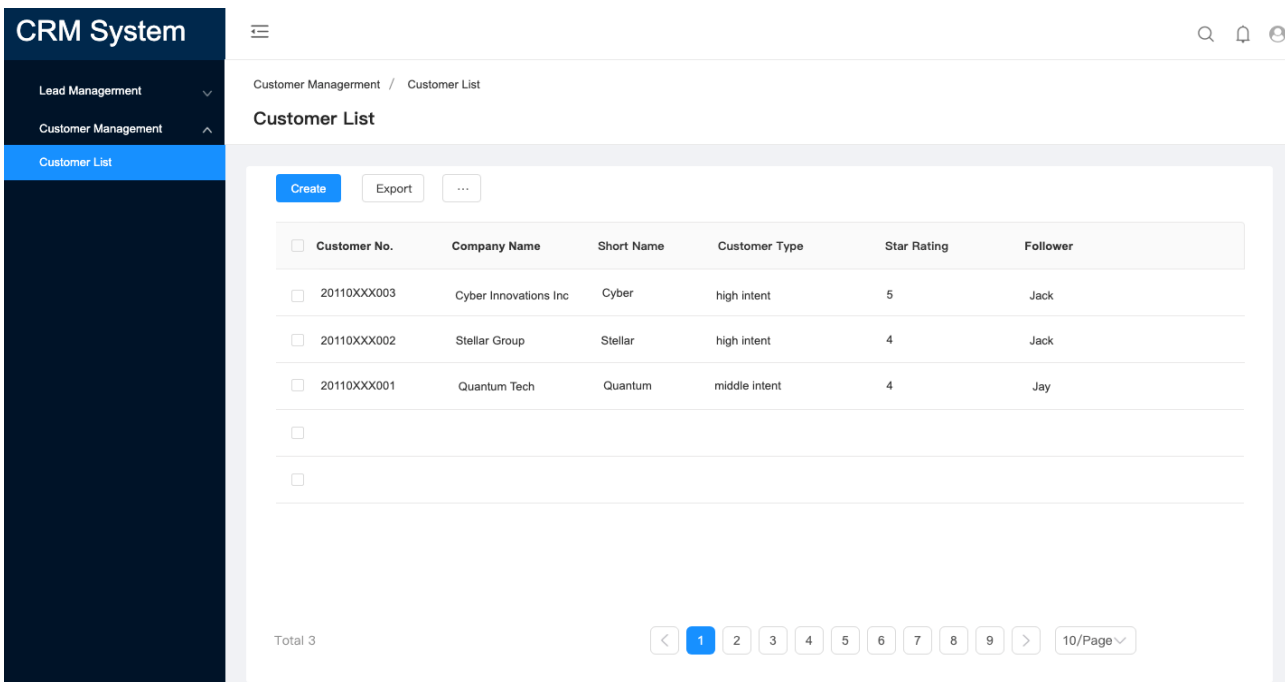 CRM System
Lead Managerment
Customer Management
Customer List
Customer Managerment / Customer List
Customer List
Create Export ...
Customer No. Company Name Short Name Customer Type Star Rating Follower
20110XXX003 Cyber Innovations Inc Cyber high intent 5 Jack
20110XXX002 Stellar Group Stellar high intent 4 Jack
20110XXX001 Quantum Tech Quantum middle intent 4 Jay
Total 3 < 1 2 3 4 5 6 7 8 9 > 10/Page